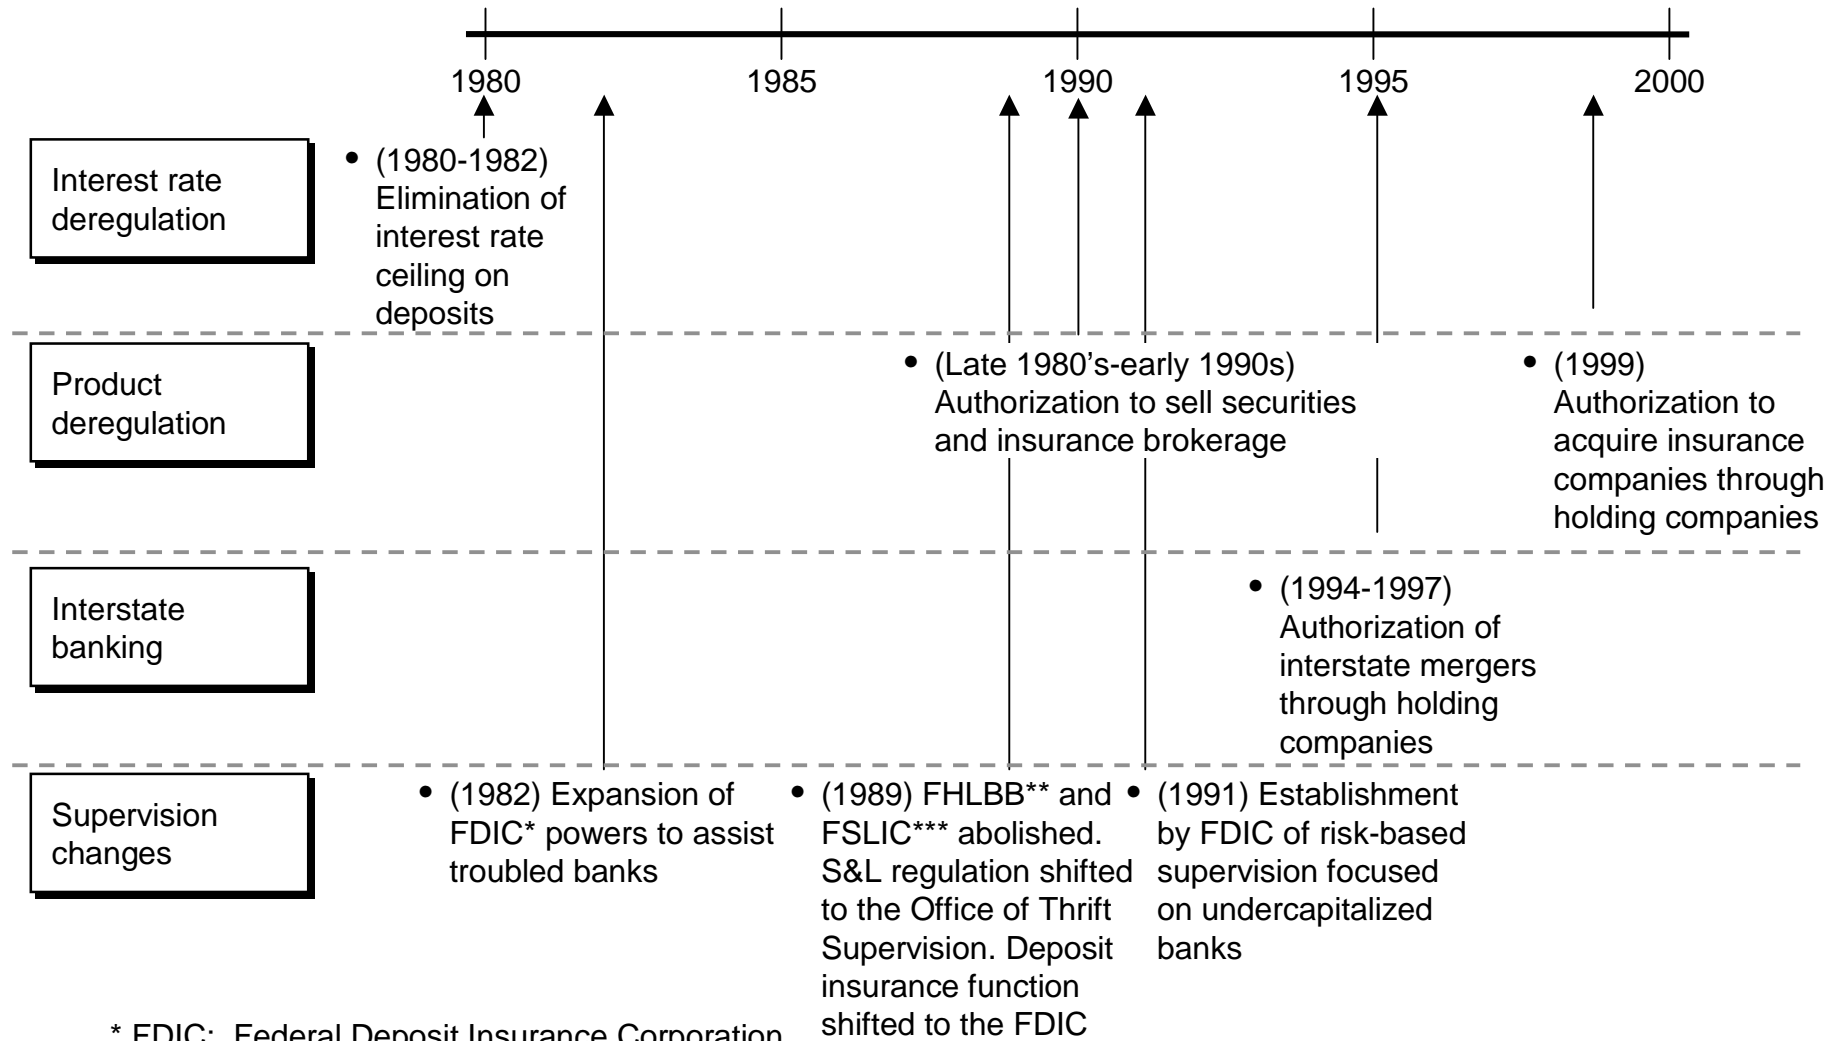 1980
1985
1990
1995
2000
Interest rate
deregulation
• (1980-1982)
Elimination of
interest rate
ceiling on
deposits
Product
deregulation
• (Late 1980's-early 1990s)
Authorization to sell securities
and insurance brokerage
• (1999)
Authorization to
acquire insurance
companies through
holding companies
Interstate
banking
• (1994-1997)
Authorization of
interstate mergers
through holding
companies
Supervision
changes
• (1982) Expansion of
FDIC* powers to assist
troubled banks
• (1989) FHLBB** and
FSLIC*** abolished.
S&L regulation shifted
to the Office of Thrift
Supervision. Deposit
insurance function
shifted to the FDIC
• (1991) Establishment
by FDIC of risk-based
supervision focused
on undercapitalized
banks
* FDIC: Federal Deposit Insurance Corporation